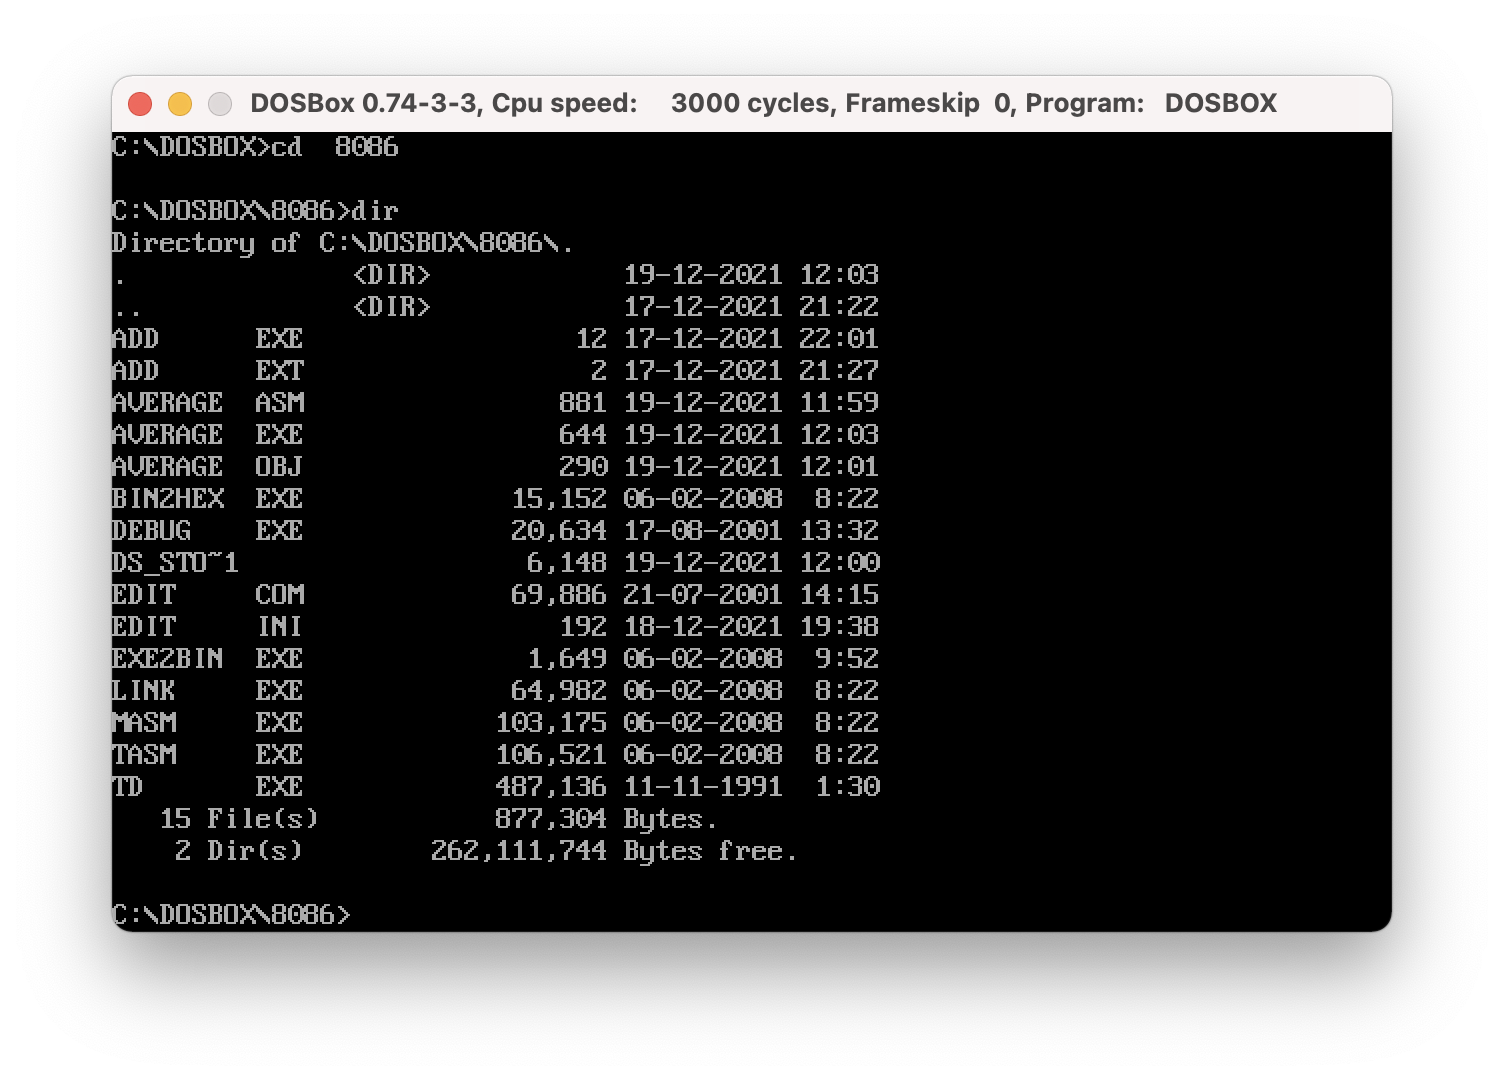 DOSBox 0.74-3-3, Cpu speed:    3000 cycles, Frameskip  0, Program:   DOSBOX
C:\DOSBOX>cd  8086
C:\DOSBOX\8086>dir
Directory of C:\DOSBOX\8086\.
.              <DIR>            19-12-2021 12:03
..             <DIR>            17-12-2021 21:22
ADD      EXE                 12 17-12-2021 22:01
ADD      EXT                  2 17-12-2021 21:27
AVERAGE  ASM                881 19-12-2021 11:59
AVERAGE  EXE                644 19-12-2021 12:03
AVERAGE  OBJ                290 19-12-2021 12:01
BIN2HEX  EXE             15,152 06-02-2008  8:22
DEBUG    EXE             20,634 17-08-2001 13:32
DS_STO~1                  6,148 19-12-2021 12:00
EDIT     COM             69,886 21-07-2001 14:15
EDIT     INI                192 18-12-2021 19:38
EXE2BIN  EXE              1,649 06-02-2008  9:52
LINK     EXE             64,982 06-02-2008  8:22
MASM     EXE            103,175 06-02-2008  8:22
TASM     EXE            106,521 06-02-2008  8:22
TD       EXE            487,136 11-11-1991  1:30
   15 File(s)           877,304 Bytes.
    2 Dir(s)        262,111,744 Bytes free.
C:\DOSBOX\8086>